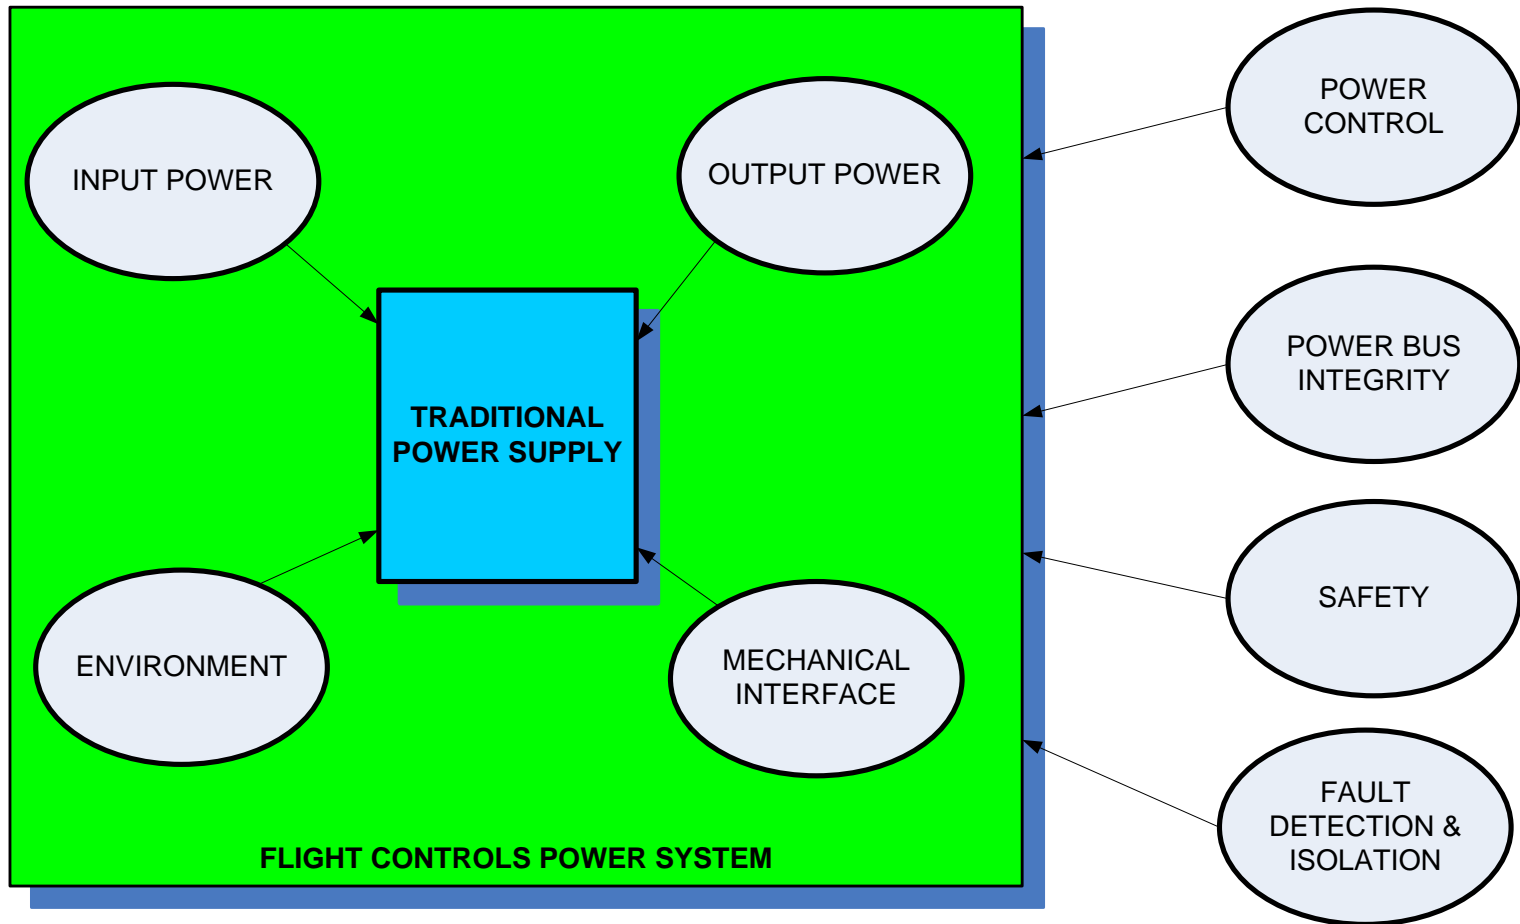 INPUT POWER
OUTPUT POWER
TRADITIONAL
POWER SUPPLY
ENVIRONMENT
MECHANICAL
INTERFACE
FLIGHT CONTROLS POWER SYSTEM
POWER
CONTROL
POWER BUS
INTEGRITY
SAFETY
FAULT
DETECTION &
ISOLATION